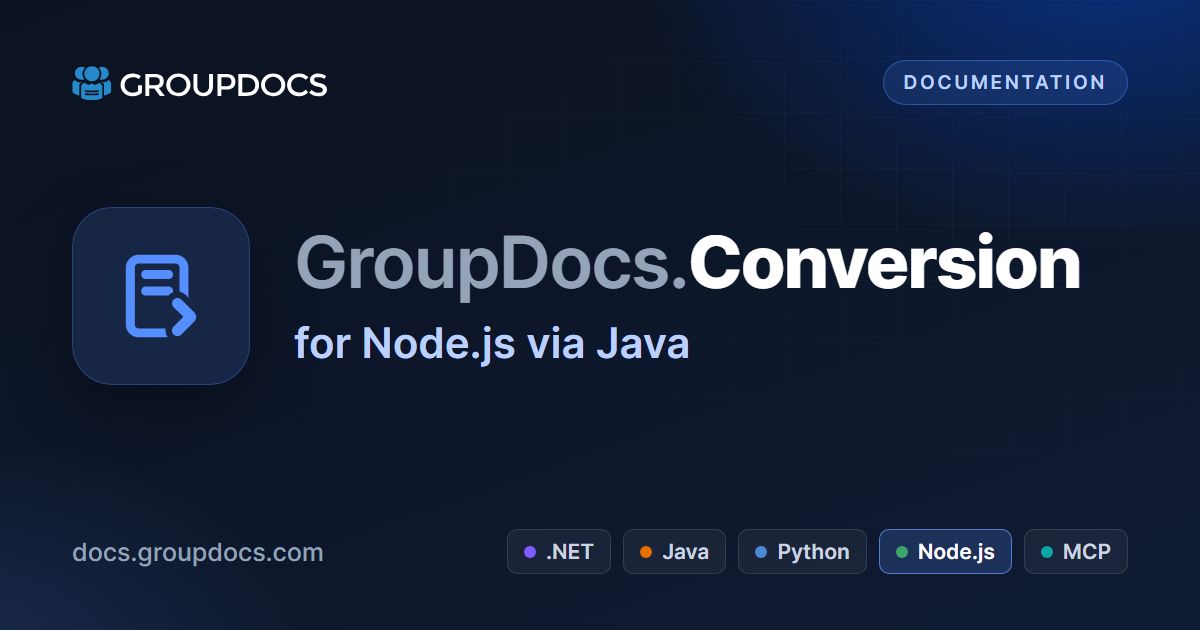 GROUPDOCS
DOCUMENTATION
GroupDocs.Conversion
for Node.js via Java
docs.groupdocs.com
.NET
Java
Python
Node.js
MCP